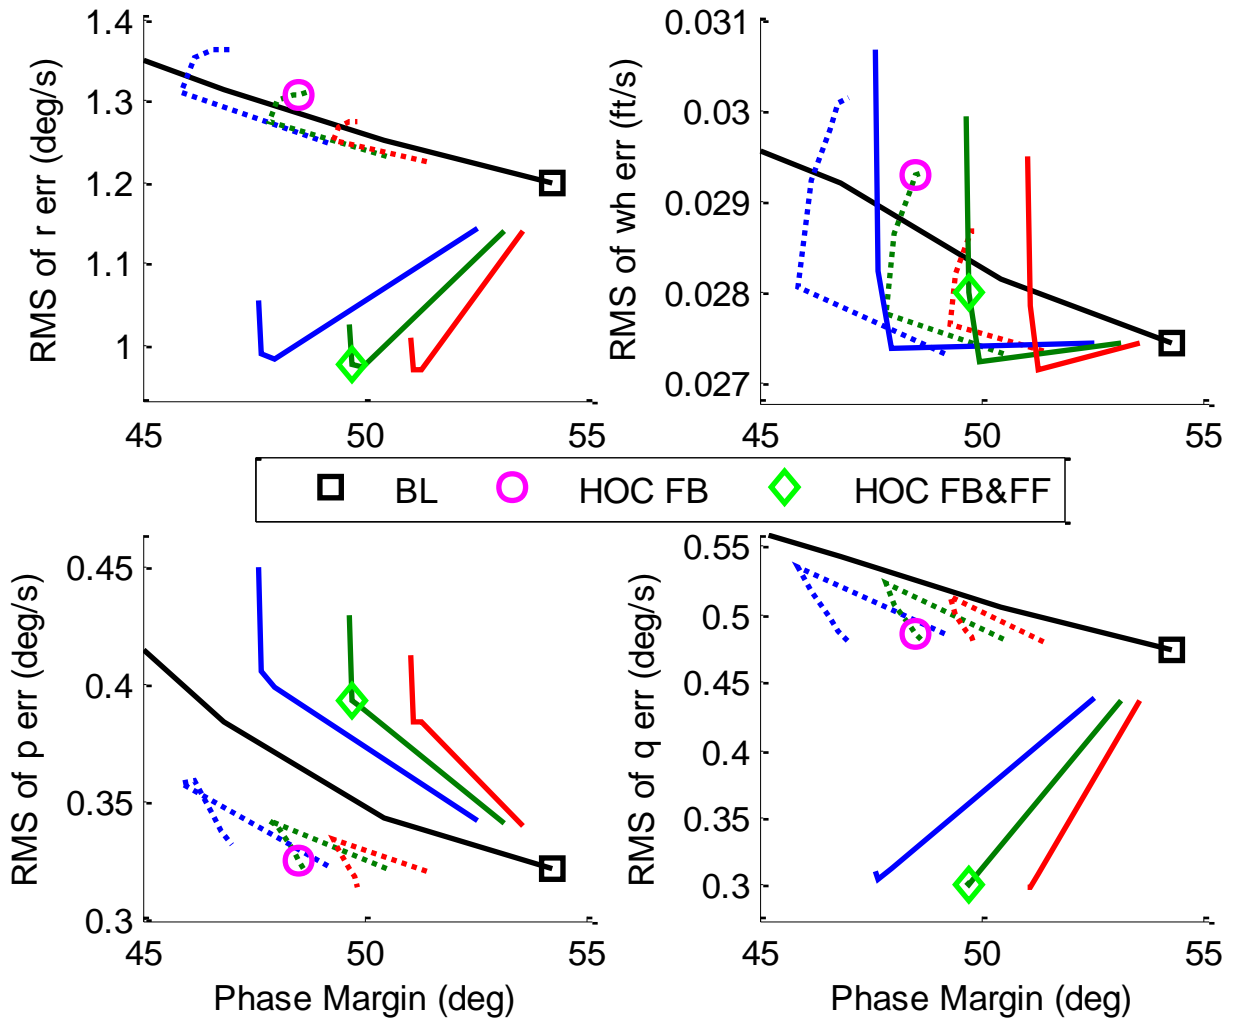 1.4
1.3
1.2
1.1
1
RMS of r err (deg/s)
45 50 55
0.031
0.03
0.029
0.028
0.027
RMS of wh err (ft/s)
45 50 55
BL HOC FB HOC FB&FF
0.45
0.4
0.35
0.3
RMS of p err (deg/s)
45 50 55
Phase Margin (deg)
0.55
0.5
0.45
0.4
0.35
0.3
RMS of q err (deg/s)
45 50 55
Phase Margin (deg)